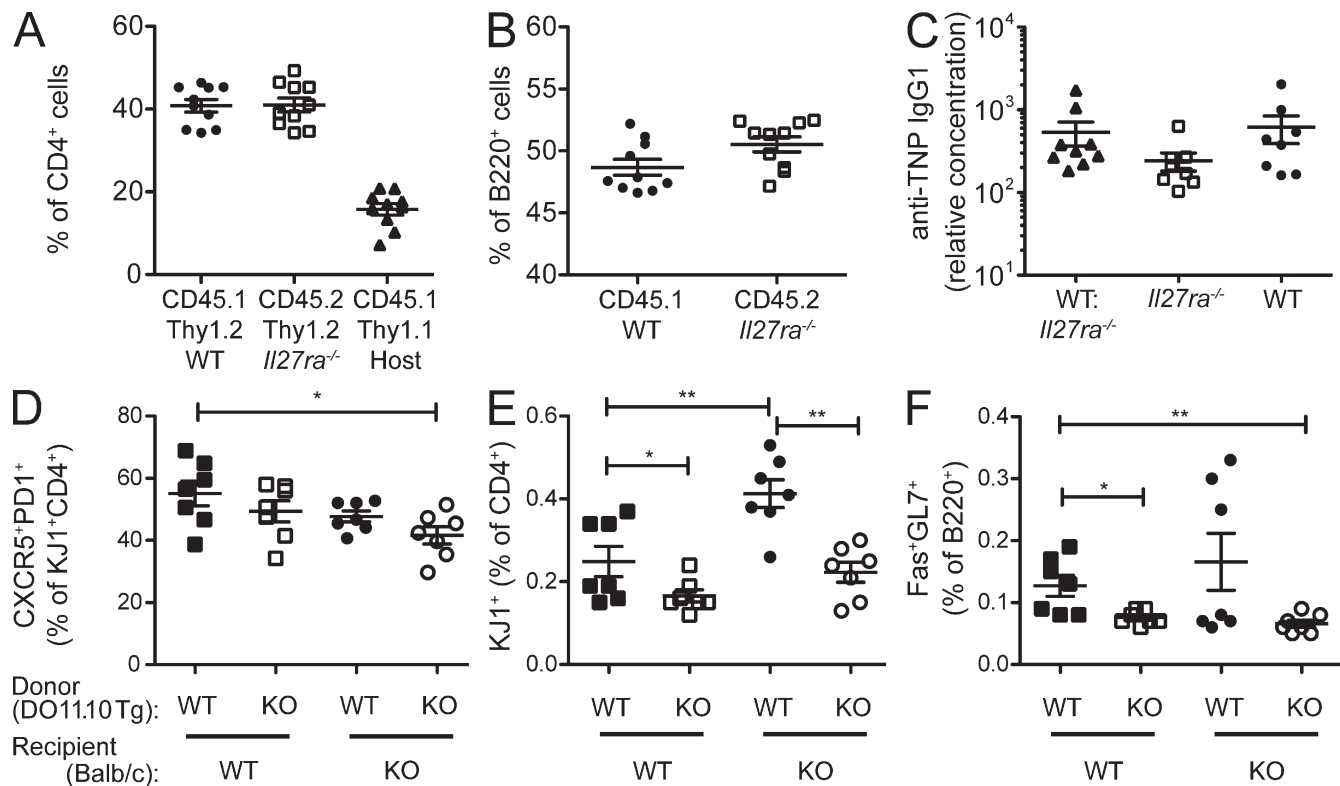 A
% of CD4⁺ cells
60
40
20
0
CD45.1
Thy1.2
WT
CD45.2
Thy1.2
Il27ra⁻/⁻
CD45.1
Thy1.1
Host
B
% of B220⁺ cells
60
55
50
45
40
CD45.1
WT
CD45.2
Il27ra⁻/⁻
C
anti-TNP IgG1
(relative concentration)
10⁴
10³
10²
10¹
WT:
Il27ra⁻/⁻
Il27ra⁻/⁻
WT
D
CXCR5⁺PD1⁺
(% of KJ1⁺CD4⁺)
80
60
40
20
0
*
E
KJ1⁺ (% of CD4⁺)
0.6
0.4
0.2
0.0
**
**
*
F
Fas⁺GL7⁺
(% of B220⁺)
0.4
0.3
0.2
0.1
0.0
**
*
Donor
(DO11.10 Tg):
WT KO WT KO
WT KO WT KO
WT KO WT KO
Recipient
(Balb/c):
WT KO
WT KO
WT KO